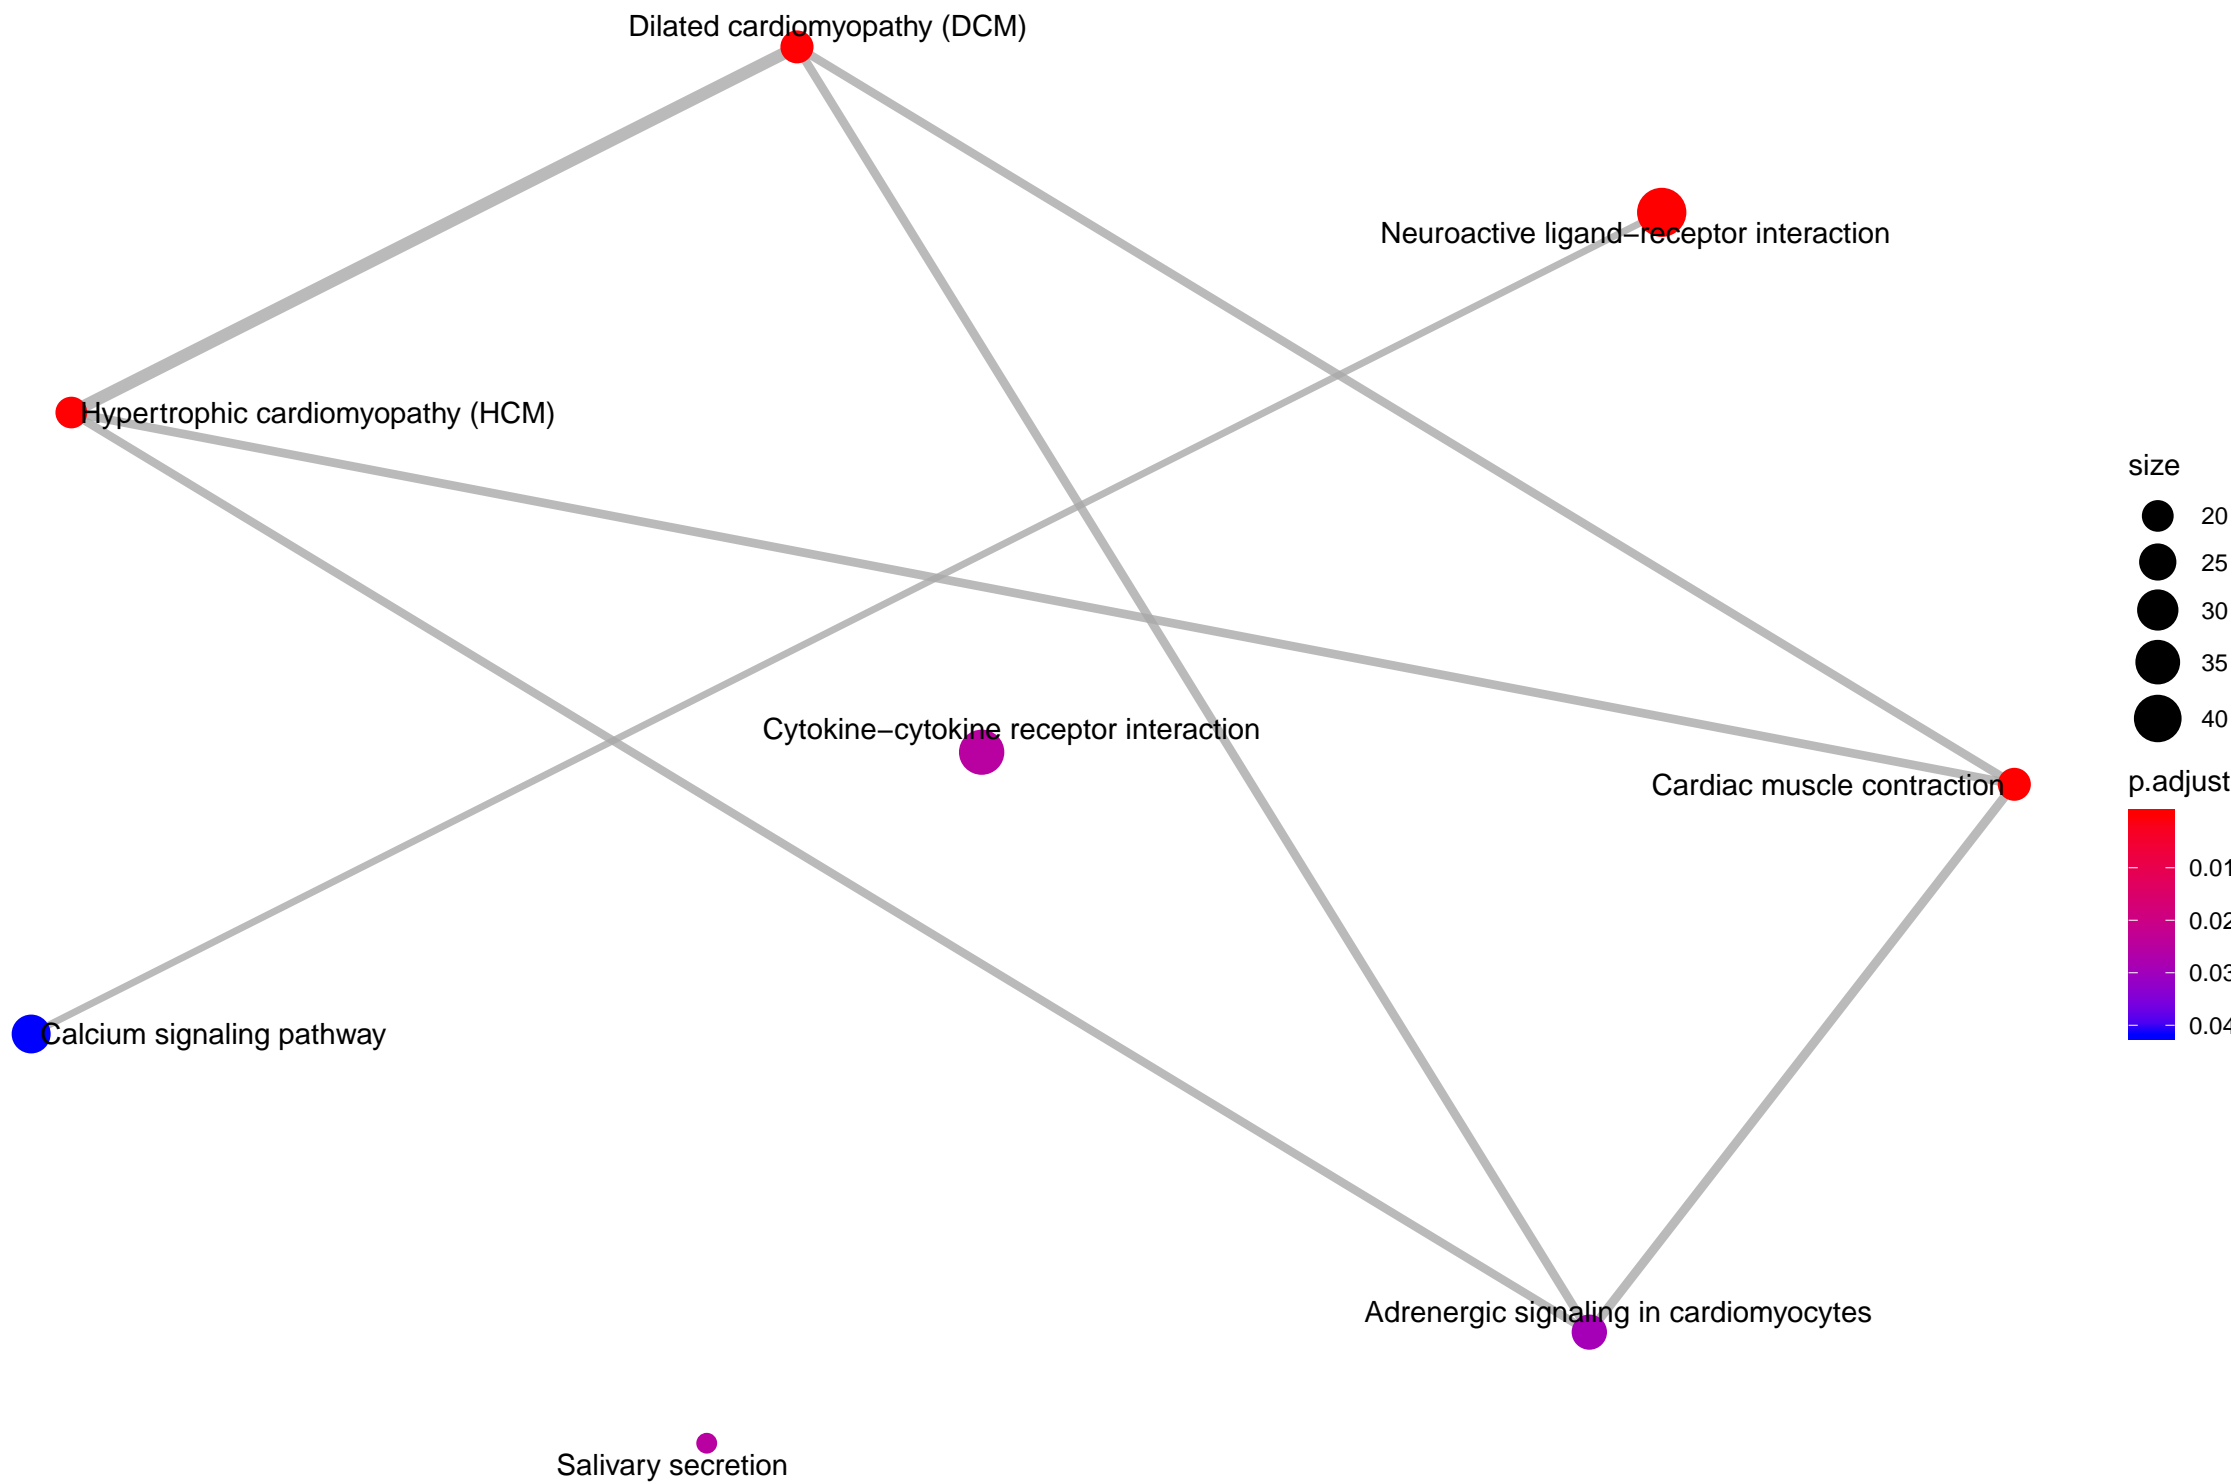 Dilated cardiomyopathy (DCM)
Neuroactive ligand−receptor interaction
Hypertrophic cardiomyopathy (HCM)
Cytokine−cytokine receptor interaction
Cardiac muscle contraction
Calcium signaling pathway
Adrenergic signaling in cardiomyocytes
Salivary secretion
size
20
25
30
35
40
p.adjust
0.01
0.02
0.03
0.04